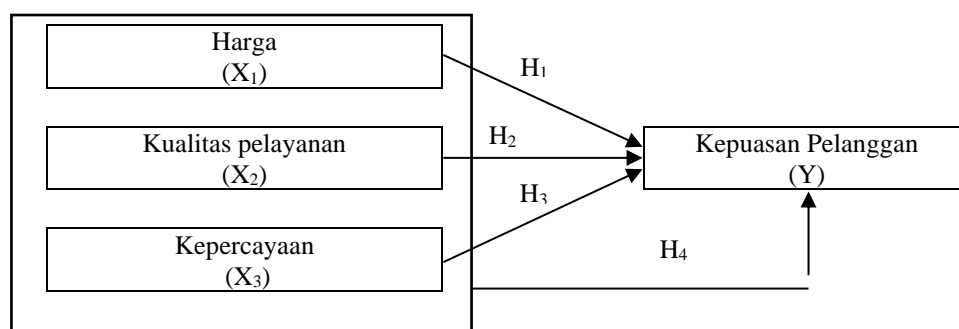 Harga
(X₁)
H₁
Kualitas pelayanan
(X₂)
H₂
Kepuasan Pelanggan
(Y)
H₃
Kepercayaan
(X₃)
H₄